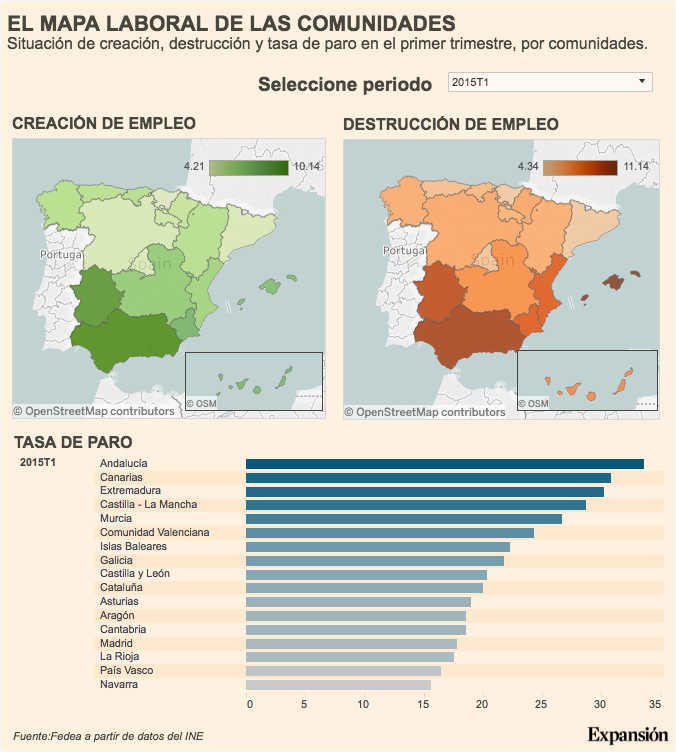 EL MAPA LABORAL DE LAS COMUNIDADES
Situación de creación, destrucción y tasa de paro en el primer trimestre, por comunidades.
Seleccione periodo
2015T1
CREACIÓN DE EMPLEO
DESTRUCCIÓN DE EMPLEO
4.21
10.14
4.34
11.14
Portugal
Spain
Portugal
Spain
© OSM
© OSM
© OpenStreetMap contributors
© OpenStreetMap contributors
TASA DE PARO
2015T1
Andalucía
Canarias
Extremadura
Castilla - La Mancha
Murcia
Comunidad Valenciana
Islas Baleares
Galicia
Castilla y León
Cataluña
Asturias
Aragón
Cantabria
Madrid
La Rioja
País Vasco
Navarra
0 5 10 15 20 25 30 35
Fuente:Fedea a partir de datos del INE
Expansión